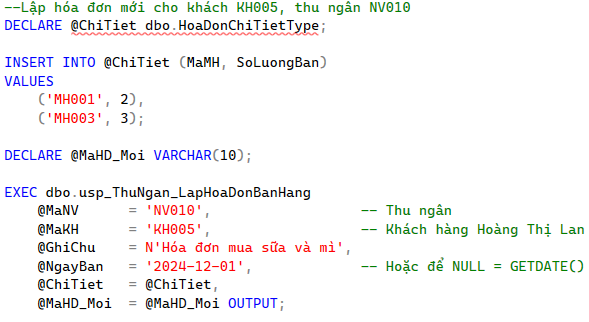 --Lập hóa đơn mới cho khách KH005, thu ngân NV010
DECLARE @ChiTiet dbo.HoaDonChiTietType;
INSERT INTO @ChiTiet (MaMH, SoLuongBan)
VALUES
('MH001', 2),
('MH003', 3);
DECLARE @MaHD_Moi VARCHAR(10);
EXEC dbo.usp_ThuNgan_LapHoaDonBanHang
@MaNV = 'NV010', -- Thu ngân
@MaKH = 'KH005', -- Khách hàng Hoàng Thị Lan
@GhiChu = N'Hóa đơn mua sữa và mì',
@NgayBan = '2024-12-01', -- Hoặc để NULL = GETDATE()
@ChiTiet = @ChiTiet,
@MaHD_Moi = @MaHD_Moi OUTPUT;